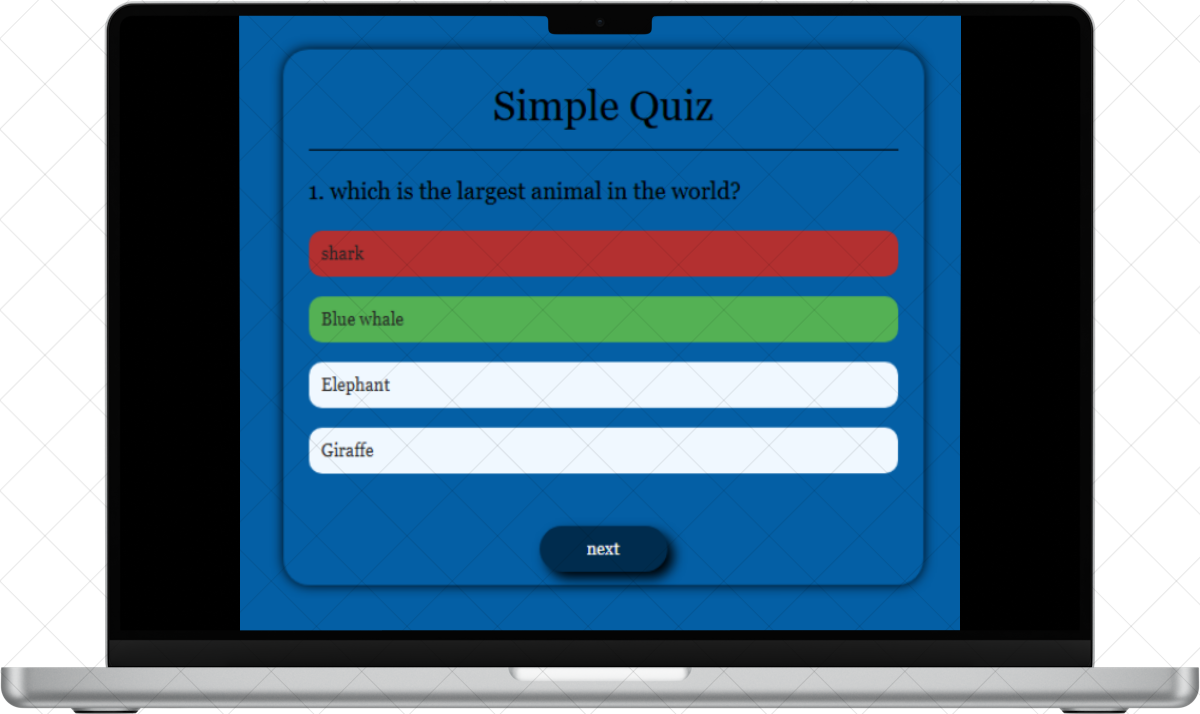 Simple Quiz
1. which is the largest animal in the world?
shark
Blue whale
Elephant
Giraffe
next